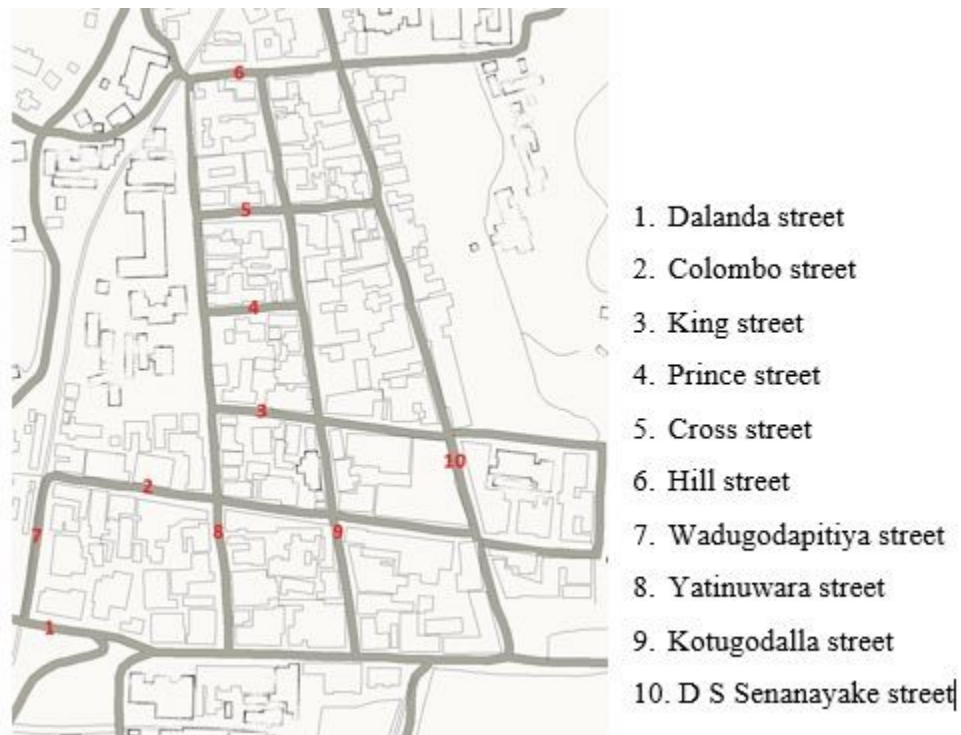 6
5
4
3
10
2
7
8
9
1
1. Dalanda street
2. Colombo street
3. King street
4. Prince street
5. Cross street
6. Hill street
7. Wadugodapitiya street
8. Yatinuwara street
9. Kotugodalla street
10. D S Senanayake street